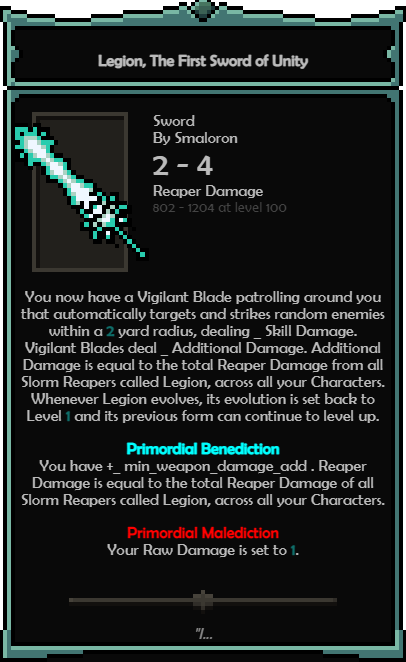 Legion, The First Sword of Unity
Sword
By Smaloron
2 - 4
Reaper Damage
802 - 1204 at level 100
You now have a Vigilant Blade patrolling around you
that automatically targets and strikes random enemies
within a 2 yard radius, dealing _ Skill Damage.
Vigilant Blades deal _ Additional Damage. Additional
Damage is equal to the total Reaper Damage from all
Slorm Reapers called Legion, across all your Characters.
Whenever Legion evolves, its evolution is set back to
Level 1 and its previous form can continue to level up.
Primordial Benediction
You have +_ min_weapon_damage_add . Reaper
Damage is equal to the total Reaper Damage of all
Slorm Reapers called Legion, across all your Characters.
Primordial Malediction
Your Raw Damage is set to 1.
"/...